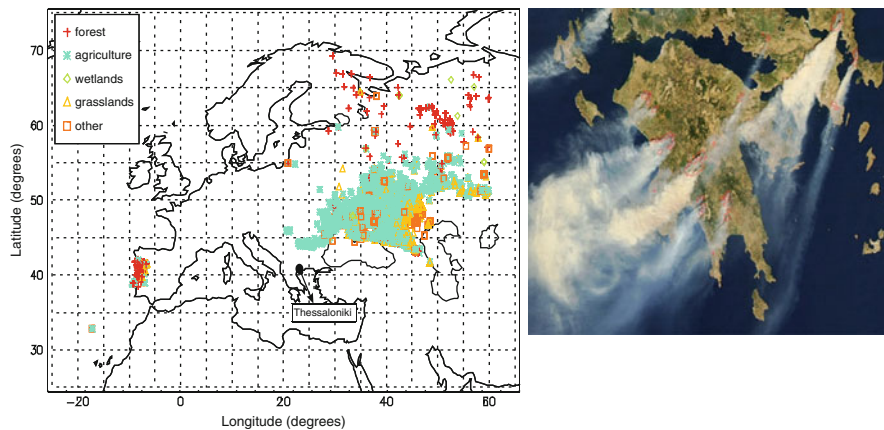 forest
agriculture
wetlands
grasslands
other
70
60
50
40
30
Latitude (degrees)
Thessaloniki
-20
0
20
40
60
Longitude (degrees)